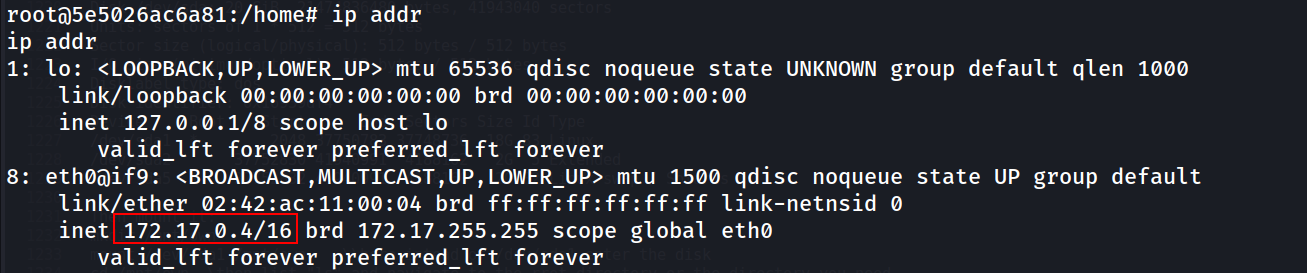 root@5e5026ac6a81:/home# ip addr
ip addr
1: lo: <LOOPBACK,UP,LOWER_UP> mtu 65536 qdisc noqueue state UNKNOWN group default qlen 1000
    link/loopback 00:00:00:00:00:00 brd 00:00:00:00:00:00
    inet 127.0.0.1/8 scope host lo
       valid_lft forever preferred_lft forever
8: eth0@if9: <BROADCAST,MULTICAST,UP,LOWER_UP> mtu 1500 qdisc noqueue state UP group default
    link/ether 02:42:ac:11:00:04 brd ff:ff:ff:ff:ff:ff link-netnsid 0
    inet 172.17.0.4/16 brd 172.17.255.255 scope global eth0
       valid_lft forever preferred_lft forever